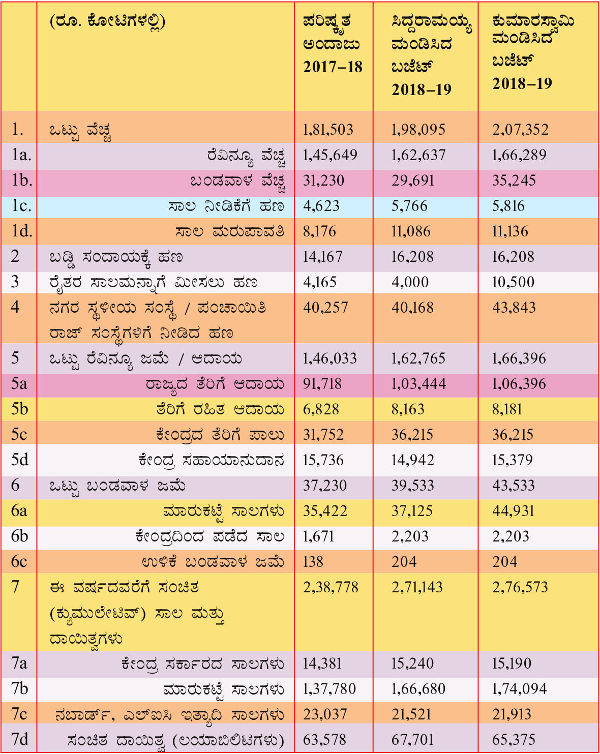 (ರೂ. ಕೋಟಿಗಳಲ್ಲಿ) ಪರಿಷ್ಕೃತ ಅಂದಾಜು 2017–18 ಸಿದ್ದರಾಮಯ್ಯ ಮಂಡಿಸಿದ ಬಜೆಟ್ 2018–19 ಕುಮಾರಸ್ವಾಮಿ ಮಂಡಿಸಿದ ಬಜೆಟ್ 2018–19
1. ಒಟ್ಟು ವೆಚ್ಚ 1,81,503 1,98,095 2,07,352
1a. ರೆವಿನ್ಯೂ ವೆಚ್ಚ 1,45,649 1,62,637 1,66,289
1b. ಬಂಡವಾಳ ವೆಚ್ಚ 31,230 29,691 35,245
1c. ಸಾಲ ನೀಡಿಕೆಗೆ ಹಣ 4,623 5,766 5,816
1d. ಸಾಲ ಮರುಪಾವತಿ 8,176 11,086 11,136
2 ಬಡ್ಡಿ ಸಂದಾಯಕ್ಕೆ ಹಣ 14,167 16,208 16,208
3 ರೈತರ ಸಾಲಮನ್ನಾಗೆ ಮೀಸಲು ಹಣ 4,165 4,000 10,500
4 ನಗರ ಸ್ಥಳೀಯ ಸಂಸ್ಥೆ / ಪಂಚಾಯಿತಿ 40,257 40,168 43,843
ರಾಜ್ ಸಂಸ್ಥೆಗಳಿಗೆ ನೀಡಿದ ಹಣ
5 ಒಟ್ಟು ರೆವಿನ್ಯೂ ಜಮೆ / ಆದಾಯ 1,46,033 1,62,765 1,66,396
5a ರಾಜ್ಯದ ತೆರಿಗೆ ಆದಾಯ 91,718 1,03,444 1,06,396
5b ತೆರಿಗೆ ರಹಿತ ಆದಾಯ 6,828 8,163 8,181
5c ಕೇಂದ್ರದ ತೆರಿಗೆ ಪಾಲು 31,752 36,215 36,215
5d ಕೇಂದ್ರ ಸಹಾಯಾನುದಾನ 15,736 14,942 15,379
6 ಒಟ್ಟು ಬಂಡವಾಳ ಜಮೆ 37,230 39,533 43,533
6a ಮಾರುಕಟ್ಟೆ ಸಾಲಗಳು 35,422 37,125 44,931
6b ಕೇಂದ್ರದಿಂದ ಪಡೆದ ಸಾಲ 1,671 2,203 2,203
6c ಉಳಿಕೆ ಬಂಡವಾಳ ಜಮೆ 138 204 204
7 ಈ ವರ್ಷದವರೆಗೆ ಸಂಚಿತ 2,38,778 2,71,143 2,76,573
(ಕ್ಯುಮುಲೇಟಿವ್) ಸಾಲ ಮತ್ತು
ದಾಯಿತ್ವಗಳು
7a ಕೇಂದ್ರ ಸರ್ಕಾರದ ಸಾಲಗಳು 14,381 15,240 15,190
7b ಮಾರುಕಟ್ಟೆ ಸಾಲಗಳು 1,37,780 1,66,680 1,74,094
7c ನಬಾರ್ಡ್, ಎಲ್‌ಐಸಿ ಇತ್ಯಾದಿ ಸಾಲಗಳು 23,037 21,521 21,913
7d ಸಂಚಿತ ದಾಯಿತ್ವ (ಲಯಾಬಿಲಿಟಿಗಳು) 63,578 67,701 65,375